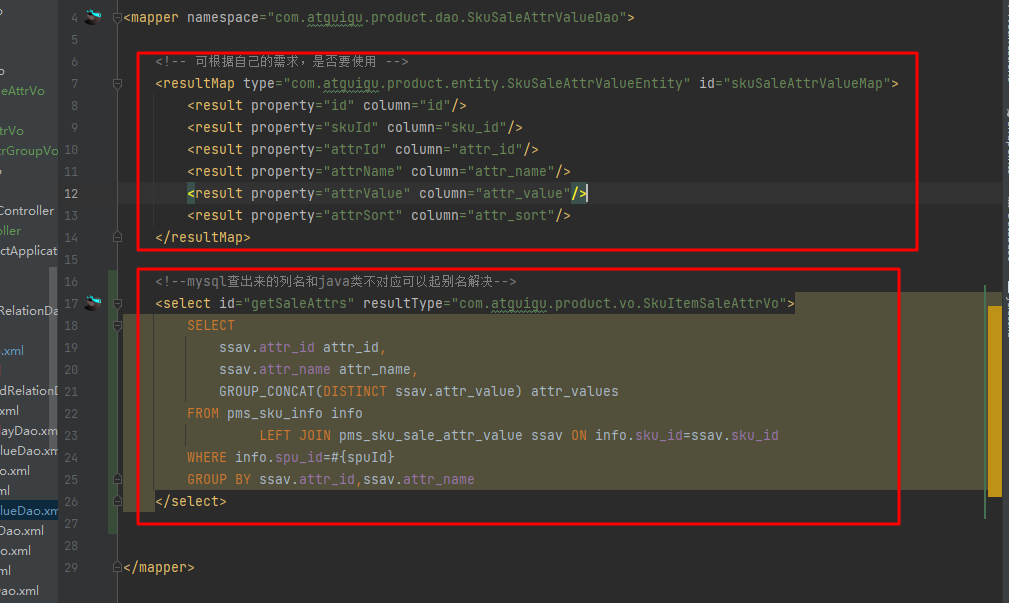 4 <mapper namespace="com.atguigu.product.dao.SkuSaleAttrValueDao">
5
6 <!-- 可根据自己的需求，是否要使用 -->
7 <resultMap type="com.atguigu.product.entity.SkuSaleAttrValueEntity" id="skuSaleAttrValueMap">
8 <result property="id" column="id"/>
9 <result property="skuId" column="sku_id"/>
10 <result property="attrId" column="attr_id"/>
11 <result property="attrName" column="attr_name"/>
12 <result property="attrValue" column="attr_value"/>
13 <result property="attrSort" column="attr_sort"/>
14 </resultMap>
15
16 <!--mysql查出来的列名和java类不对应可以起别名解决-->
17 <select id="getSaleAttrs" resultType="com.atguigu.product.vo.SkuItemSaleAttrVo">
18 SELECT
19 ssav.attr_id attr_id,
20 ssav.attr_name attr_name,
21 GROUP_CONCAT(DISTINCT ssav.attr_value) attr_values
22 FROM pms_sku_info info
23 LEFT JOIN pms_sku_sale_attr_value ssav ON info.sku_id=ssav.sku_id
24 WHERE info.spu_id=#{spuId}
25 GROUP BY ssav.attr_id,ssav.attr_name
26 </select>
27
28
29 </mapper>
eAttrVo
trVo
trGroupVo
Controller
ller
ctApplicat
RelationDa
.xml
dRelationD
.xml
ayDao.xm
lueDao.xm
o.xml
ml
lueDao.xm
Dao.xml
o.xml
ml
ao.xml